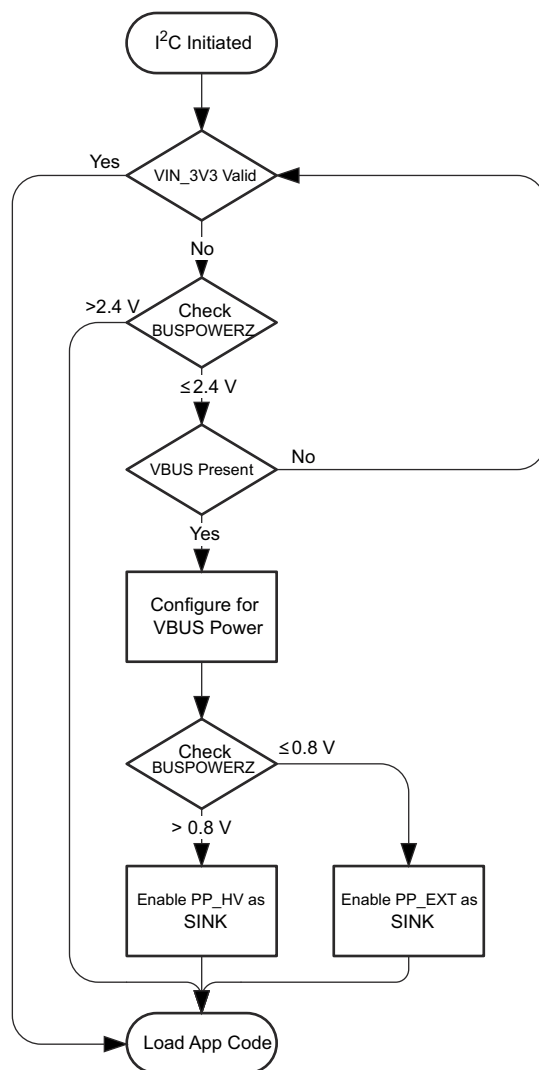 I²C Initiated
Yes
VIN_3V3 Valid
No
>2.4 V
Check
BUSPOWERZ
≤2.4 V
VBUS Present
No
Yes
Configure for
VBUS Power
Check
BUSPOWERZ
≤0.8 V
> 0.8 V
Enable PP_HV as
SINK
Enable PP_EXT as
SINK
Load App Code